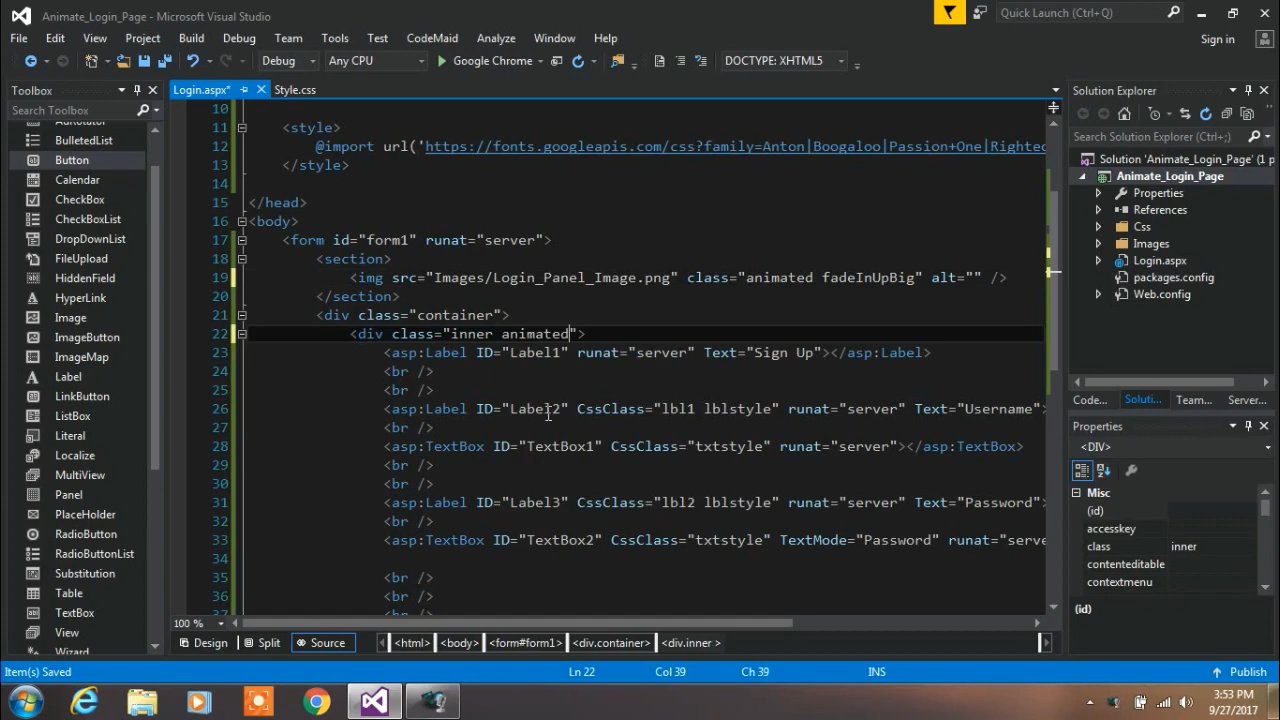 Animate_Login_Page - Microsoft Visual Studio
Quick Launch (Ctrl+Q)
File Edit View Project Build Debug Team Tools Test CodeMaid Analyze Window Help
Sign in
Debug Any CPU Google Chrome DOCTYPE: XHTML5
Toolbox
Search Toolbox
BulletedList
Button
Calendar
CheckBox
CheckBoxList
DropDownList
FileUpload
HiddenField
HyperLink
Image
ImageButton
ImageMap
Label
LinkButton
ListBox
Literal
Localize
MultiView
Panel
PlaceHolder
RadioButton
RadioButtonList
Substitution
Table
TextBox
View
Wizard
Login.aspx* Style.css
10
11 <style>
12 @import url('https://fonts.googleapis.com/css?family=Anton|Boogaloo|Passion+One|Righteo
13 </style>
14
15 </head>
16 <body>
17 <form id="form1" runat="server">
18 <section>
19 <img src="Images/Login_Panel_Image.png" class="animated fadeInUpBig" alt="" />
20 </section>
21 <div class="container">
22 <div class="inner animated">
23 <asp:Label ID="Label1" runat="server" Text="Sign Up"></asp:Label>
24 <br />
25 <br />
26 <asp:Label ID="Label2" CssClass="lbl1 lblstyle" runat="server" Text="Username">
27 <br />
28 <asp:TextBox ID="TextBox1" CssClass="txtstyle" runat="server"></asp:TextBox>
29 <br />
30 <br />
31 <asp:Label ID="Label3" CssClass="lbl2 lblstyle" runat="server" Text="Password">
32 <br />
33 <asp:TextBox ID="TextBox2" CssClass="txtstyle" TextMode="Password" runat="serve
34
35 <br />
36 <br />
37 <br />
100 %
Design Split Source <html> <body> <form#form1> <div.container> <div.inner >
Solution Explorer
Search Solution Explorer (Ctrl+;)
Solution 'Animate_Login_Page' (1 p
Animate_Login_Page
Properties
References
Css
Images
Login.aspx
packages.config
Web.config
Code... Soluti... Team... Server...
Properties
<DIV>
Misc
(id)
accesskey
class inner
contenteditable
contextmenu
(id)
Item(s) Saved Ln 22 Col 39 Ch 39 INS Publish
3:53 PM
9/27/2017